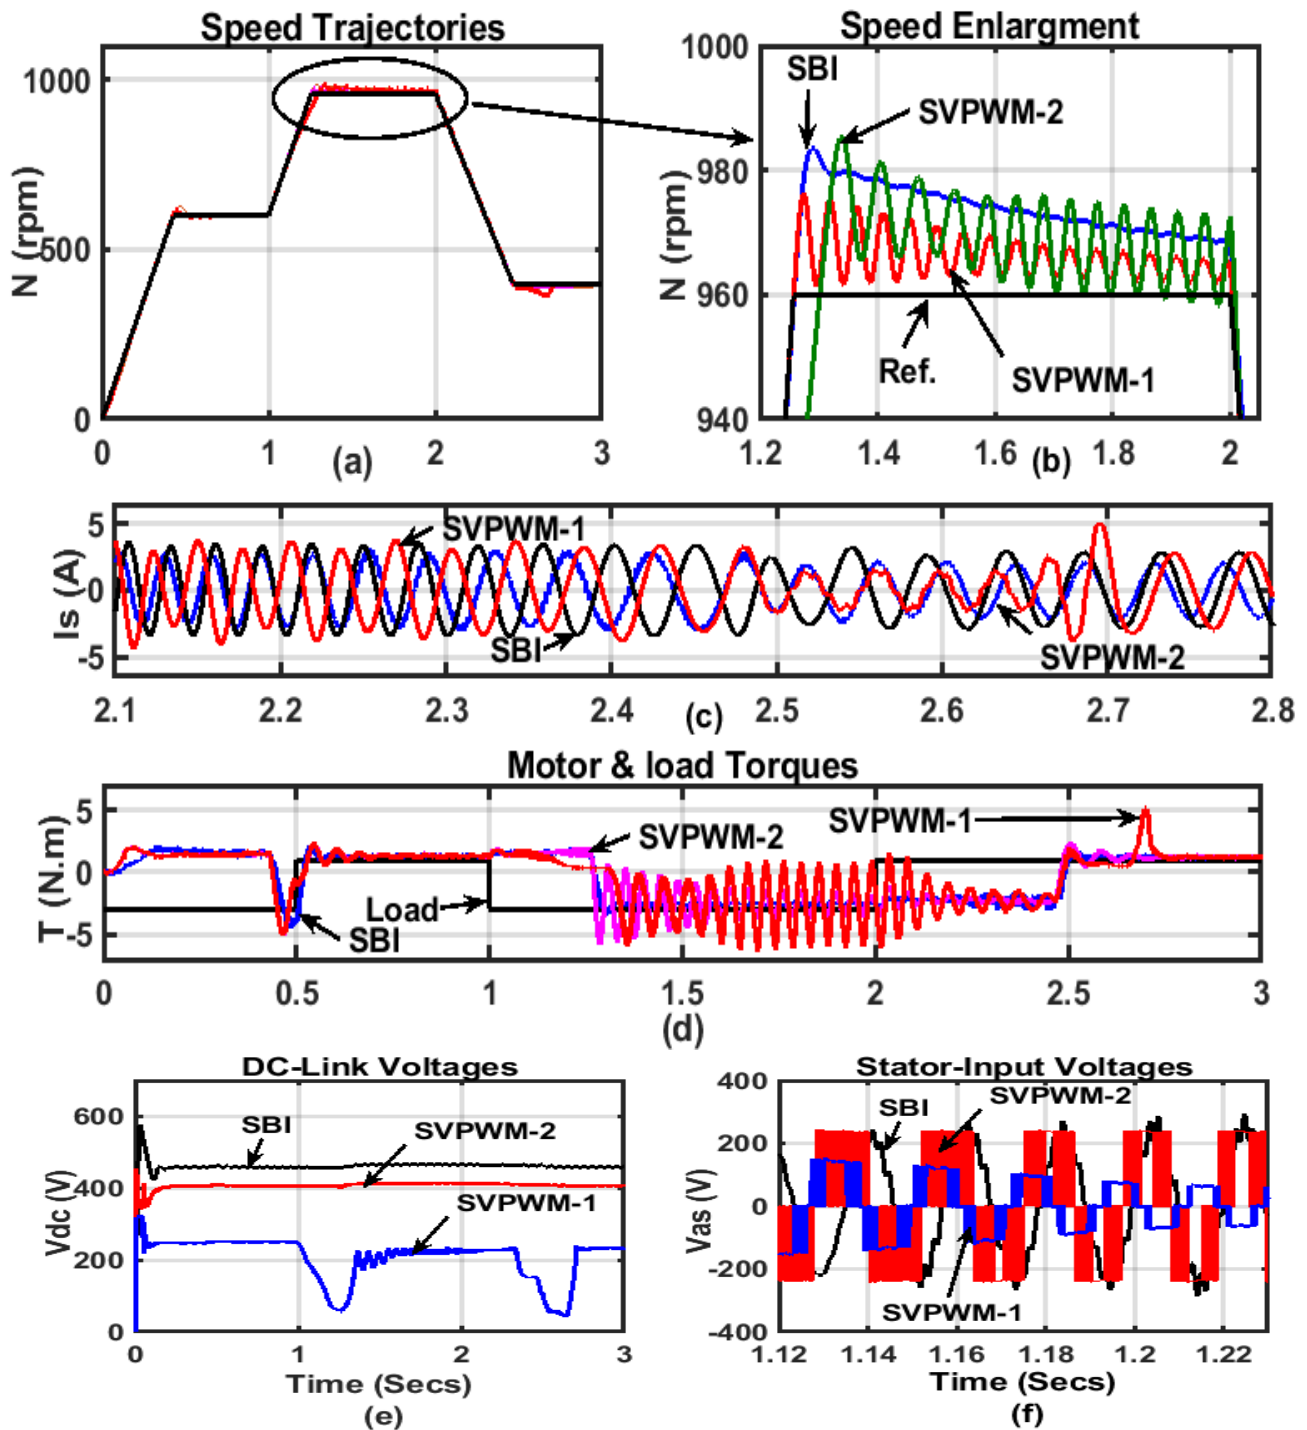 Speed Trajectories
Speed Enlargment
1000
500
0
N (rpm)
0 1 2 3
(a)
1000
980
960
940
N (rpm)
SBI
SVPWM-2
Ref.
SVPWM-1
1.2 1.4 1.6 1.8 2
(b)
5
0
-5
Is (A)
SVPWM-1
SBI
SVPWM-2
2.1 2.2 2.3 2.4 2.5 2.6 2.7 2.8
(c)
Motor & load Torques
5
0
-5
T (N.m)
SVPWM-2
SVPWM-1
Load
SBI
0 0.5 1 1.5 2 2.5 3
(d)
DC-Link Voltages
600
400
200
0
Vdc (V)
SBI
SVPWM-2
SVPWM-1
0 1 2 3
Time (Secs)
(e)
Stator-Input Voltages
400
200
0
-200
-400
Vas (V)
SBI
SVPWM-2
SVPWM-1
1.12 1.14 1.16 1.18 1.2 1.22
Time (Secs)
(f)